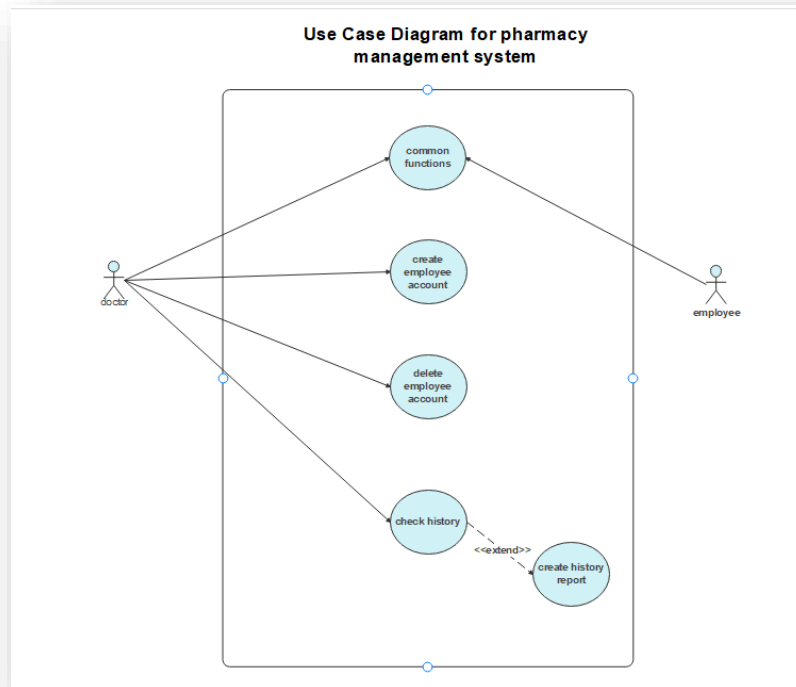 Use Case Diagram for pharmacy
management system
common
functions
create
employee
account
doctor
employee
delete
employee
account
check history
<<extend>>
create history
report